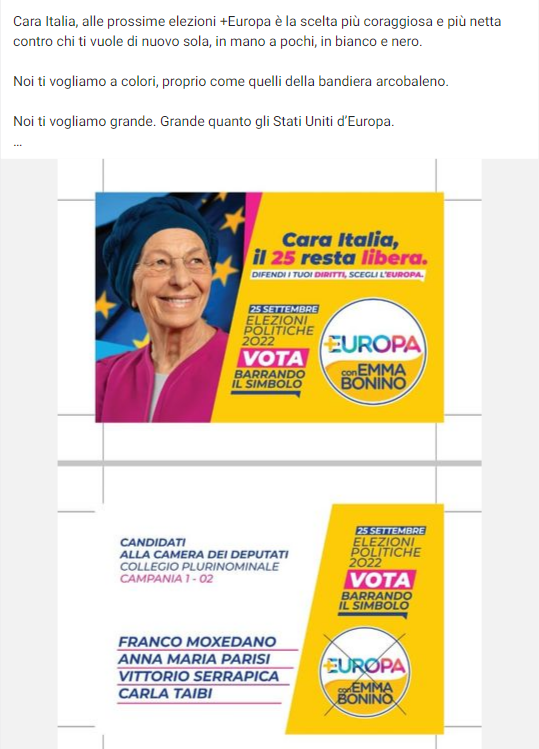 Cara Italia, alle prossime elezioni +Europa è la scelta più coraggiosa e più netta
contro chi ti vuole di nuovo sola, in mano a pochi, in bianco e nero.
Noi ti vogliamo a colori, proprio come quelli della bandiera arcobaleno.
Noi ti vogliamo grande. Grande quanto gli Stati Uniti d’Europa.
...
Cara Italia,
il 25 resta libera.
DIFENDI I TUOI DIRITTI, SCEGLI L'EUROPA.
25 SETTEMBRE
ELEZIONI
POLITICHE
2022
VOTA
BARRANDO
IL SIMBOLO
+EUROPA
con EMMA
BONINO
CANDIDATI
ALLA CAMERA DEI DEPUTATI
COLLEGIO PLURINOMINALE
CAMPANIA 1 - 02
FRANCO MOXEDANO
ANNA MARIA PARISI
VITTORIO SERRAPICA
CARLA TAIBI
25 SETTEMBRE
ELEZIONI
POLITICHE
2022
VOTA
BARRANDO
IL SIMBOLO
+EUROPA
con EMMA
BONINO